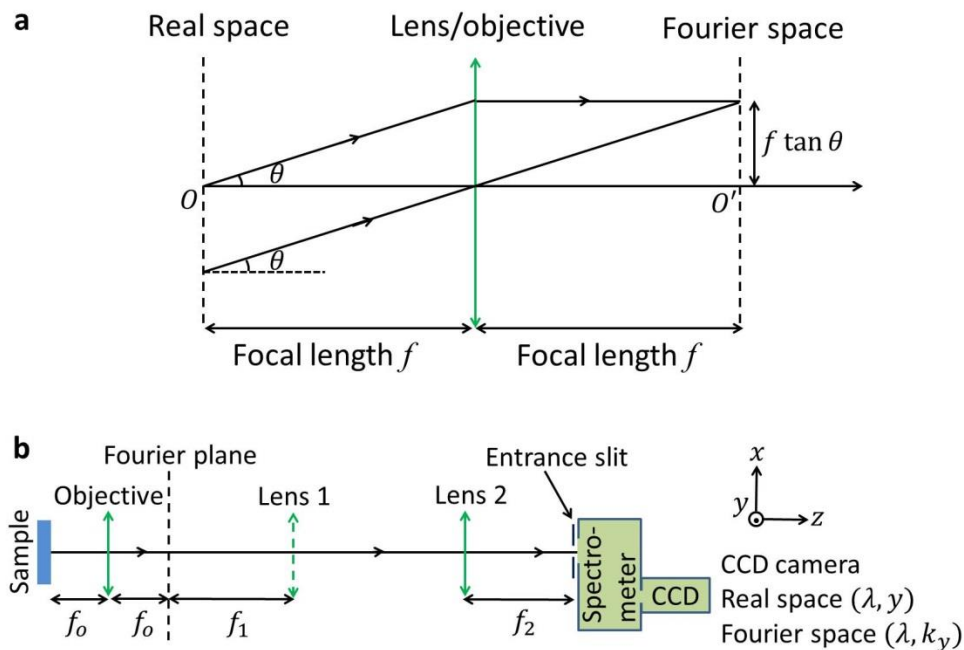 a
Real space Lens/objective Fourier space
f tan θ
θ
O O′
θ
Focal length f Focal length f
b
Fourier plane Entrance slit
Objective Lens 1 Lens 2 x
y z
Sample
Spectro-
meter
CCD
CCD camera
Real space (λ, y)
Fourier space (λ, k_y)
f_o f_o f_1 f_2